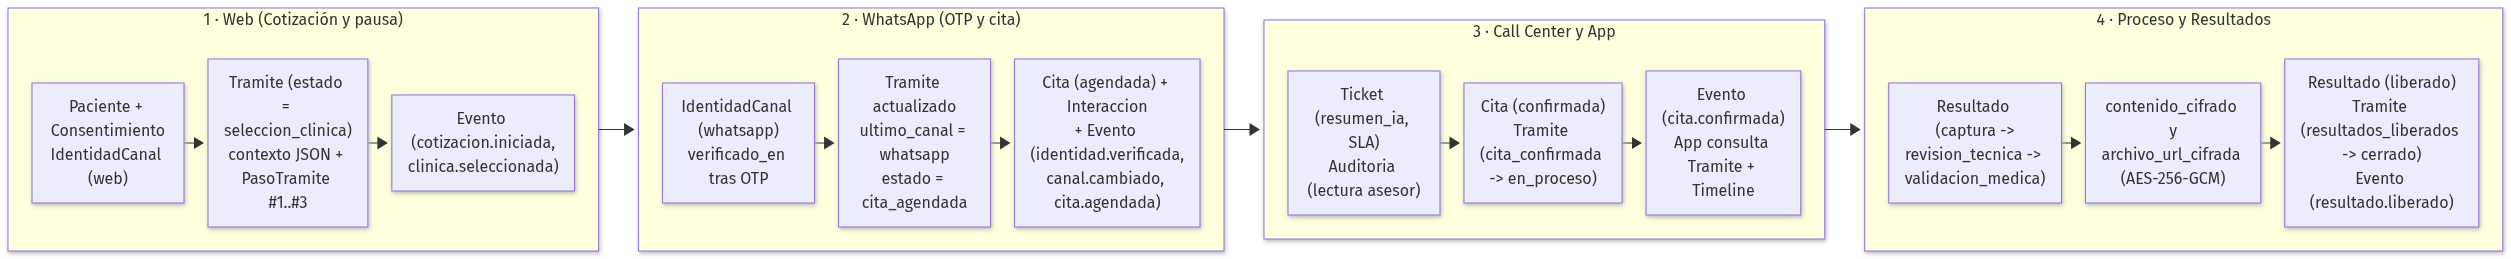 1 · Web (Cotización y pausa)
Paciente +
Consentimiento
IdentidadCanal
(web)
Tramite (estado
=
seleccion_clinica)
contexto JSON +
PasoTramite
#1..#3
Evento
(cotizacion.iniciada,
clinica.seleccionada)
2 · WhatsApp (OTP y cita)
IdentidadCanal
(whatsapp)
verificado_en
tras OTP
Tramite
actualizado
ultimo_canal =
whatsapp
estado =
cita_agendada
Cita (agendada) +
Interaccion
+ Evento
(identidad.verificada,
canal.cambiado,
cita.agendada)
3 · Call Center y App
Ticket
(resumen_ia,
SLA)
Auditoria
(lectura asesor)
Cita (confirmada)
Tramite
(cita_confirmada
-> en_proceso)
Evento
(cita.confirmada)
App consulta
Tramite +
Timeline
4 · Proceso y Resultados
Resultado
(captura ->
revision_tecnica ->
validacion_medica)
contenido_cifrado
y
archivo_url_cifrada
(AES-256-GCM)
Resultado (liberado)
Tramite
(resultados_liberados
-> cerrado)
Evento
(resultado.liberado)